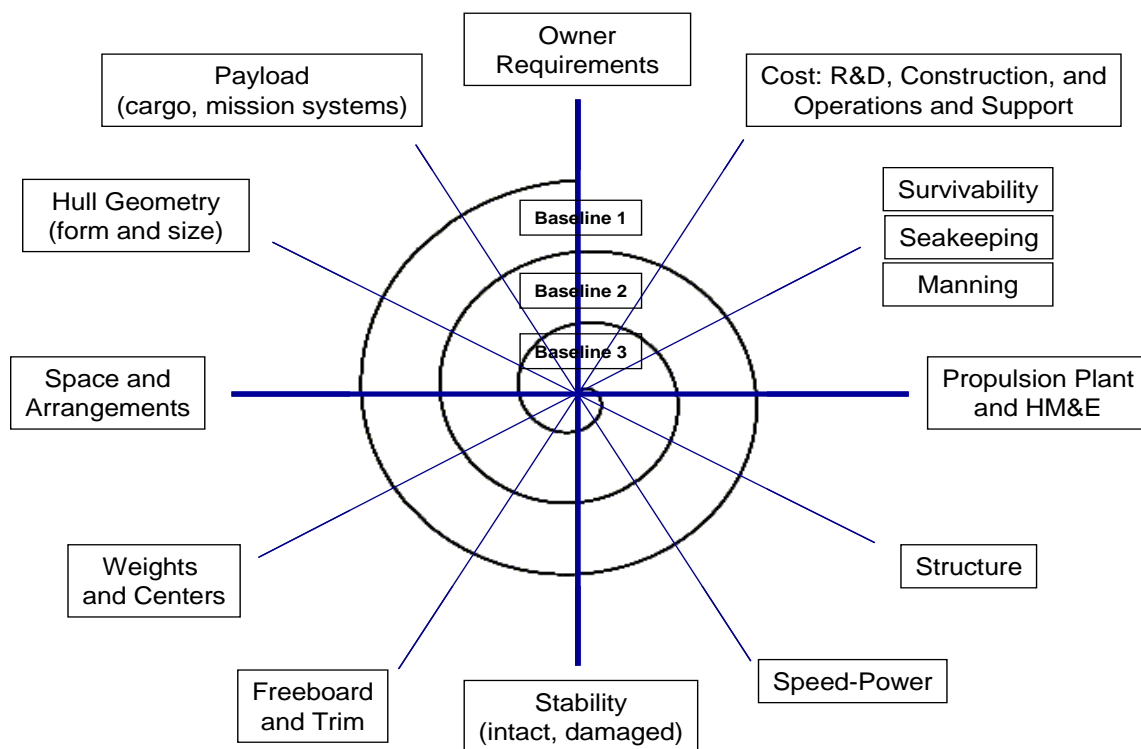 Owner
Requirements
Payload
(cargo, mission systems)
Cost: R&D, Construction, and
Operations and Support
Hull Geometry
(form and size)
Survivability
Seakeeping
Manning
Baseline 1
Baseline 2
Baseline 3
Space and
Arrangements
Propulsion Plant
and HM&E
Weights
and Centers
Structure
Freeboard
and Trim
Stability
(intact, damaged)
Speed-Power